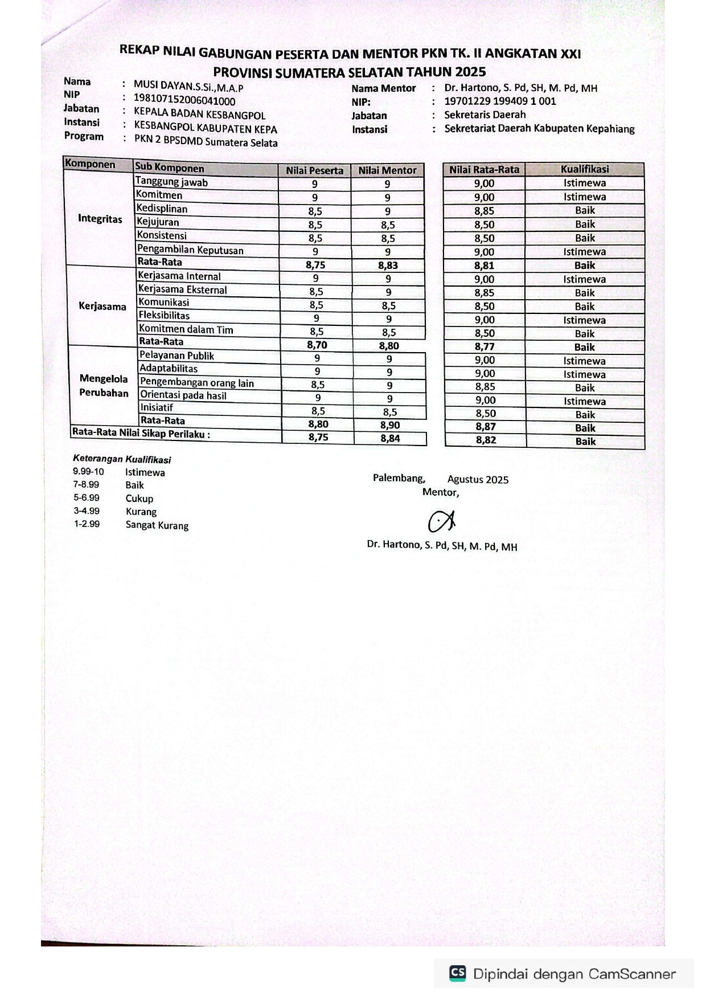 REKAP NILAI GABUNGAN PESERTA DAN MENTOR PKN TK. II ANGKATAN XXI
PROVINSI SUMATERA SELATAN TAHUN 2025
Nama : MUSI DAYAN.S.Si.,M.A.P
NIP : 198107152006041000
Jabatan : KEPALA BADAN KESBANGPOL
Instansi : KESBANGPOL KABUPATEN KEPA
Program : PKN 2 BPSDMD Sumatera Selata
Nama Mentor : Dr. Hartono, S. Pd, SH, M. Pd, MH
NIP: : 19701229 199409 1 001
Jabatan : Sekretaris Daerah
Instansi : Sekretariat Daerah Kabupaten Kepahiang
Komponen Sub Komponen Nilai Peserta Nilai Mentor Nilai Rata-Rata Kualifikasi
Integritas
Tanggung jawab 9 9 9,00 Istimewa
Komitmen 9 9 9,00 Istimewa
Kedisplinan 8,5 9 8,85 Baik
Kejujuran 8,5 8,5 8,50 Baik
Konsistensi 8,5 8,5 8,50 Baik
Pengambilan Keputusan 9 9 9,00 Istimewa
Rata-Rata 8,75 8,83 8,81 Baik
Kerjasama
Kerjasama Internal 9 9 9,00 Istimewa
Kerjasama Eksternal 8,5 9 8,85 Baik
Komunikasi 8,5 8,5 8,50 Baik
Fleksibilitas 9 9 9,00 Istimewa
Komitmen dalam Tim 8,5 8,5 8,50 Baik
Rata-Rata 8,70 8,80 8,77 Baik
Mengelola
Perubahan
Pelayanan Publik 9 9 9,00 Istimewa
Adaptabilitas 9 9 9,00 Istimewa
Pengembangan orang lain 8,5 9 8,85 Baik
Orientasi pada hasil 9 9 9,00 Istimewa
Inisiatif 8,5 8,5 8,50 Baik
Rata-Rata 8,80 8,90 8,87 Baik
Rata-Rata Nilai Sikap Perilaku : 8,75 8,84 8,82 Baik
Keterangan Kualifikasi
9.99-10 Istimewa
7-8.99 Baik
5-6.99 Cukup
3-4.99 Kurang
1-2.99 Sangat Kurang
Palembang, Agustus 2025
Mentor,
Dr. Hartono, S. Pd, SH, M. Pd, MH
CS Dipindai dengan CamScanner